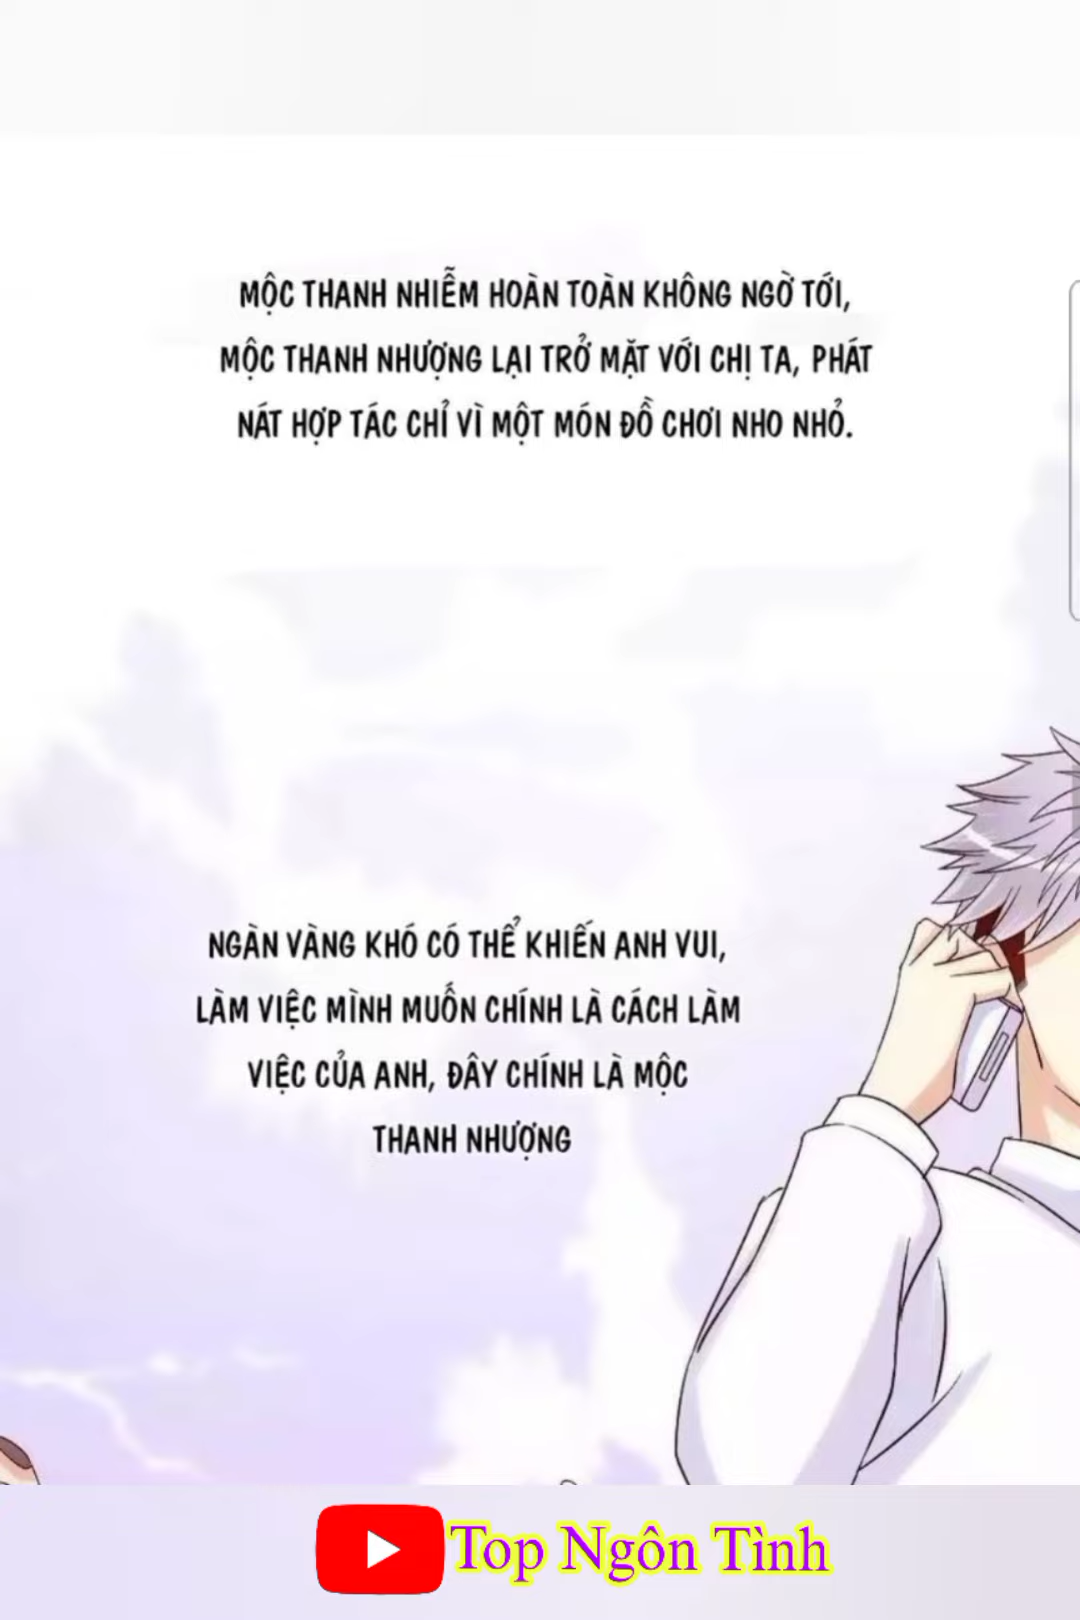 MỘC THANH NHIỄM HOÀN TOÀN KHÔNG NGỜ TỚI,
MỘC THANH NHƯỢNG LẠI TRỞ MẶT VỚI CHỊ TA, PHÁT
NÁT HỢP TÁC CHỈ VÌ MỘT MÓN ĐỒ CHƠI NHO NHỎ.
NGÀN VÀNG KHÓ CÓ THỂ KHIẾN ANH VUI,
LÀM VIỆC MÌNH MUỐN CHÍNH LÀ CÁCH LÀM
VIỆC CỦA ANH, ĐÂY CHÍNH LÀ MỘC
THANH NHƯỢNG
Top Ngôn Tình